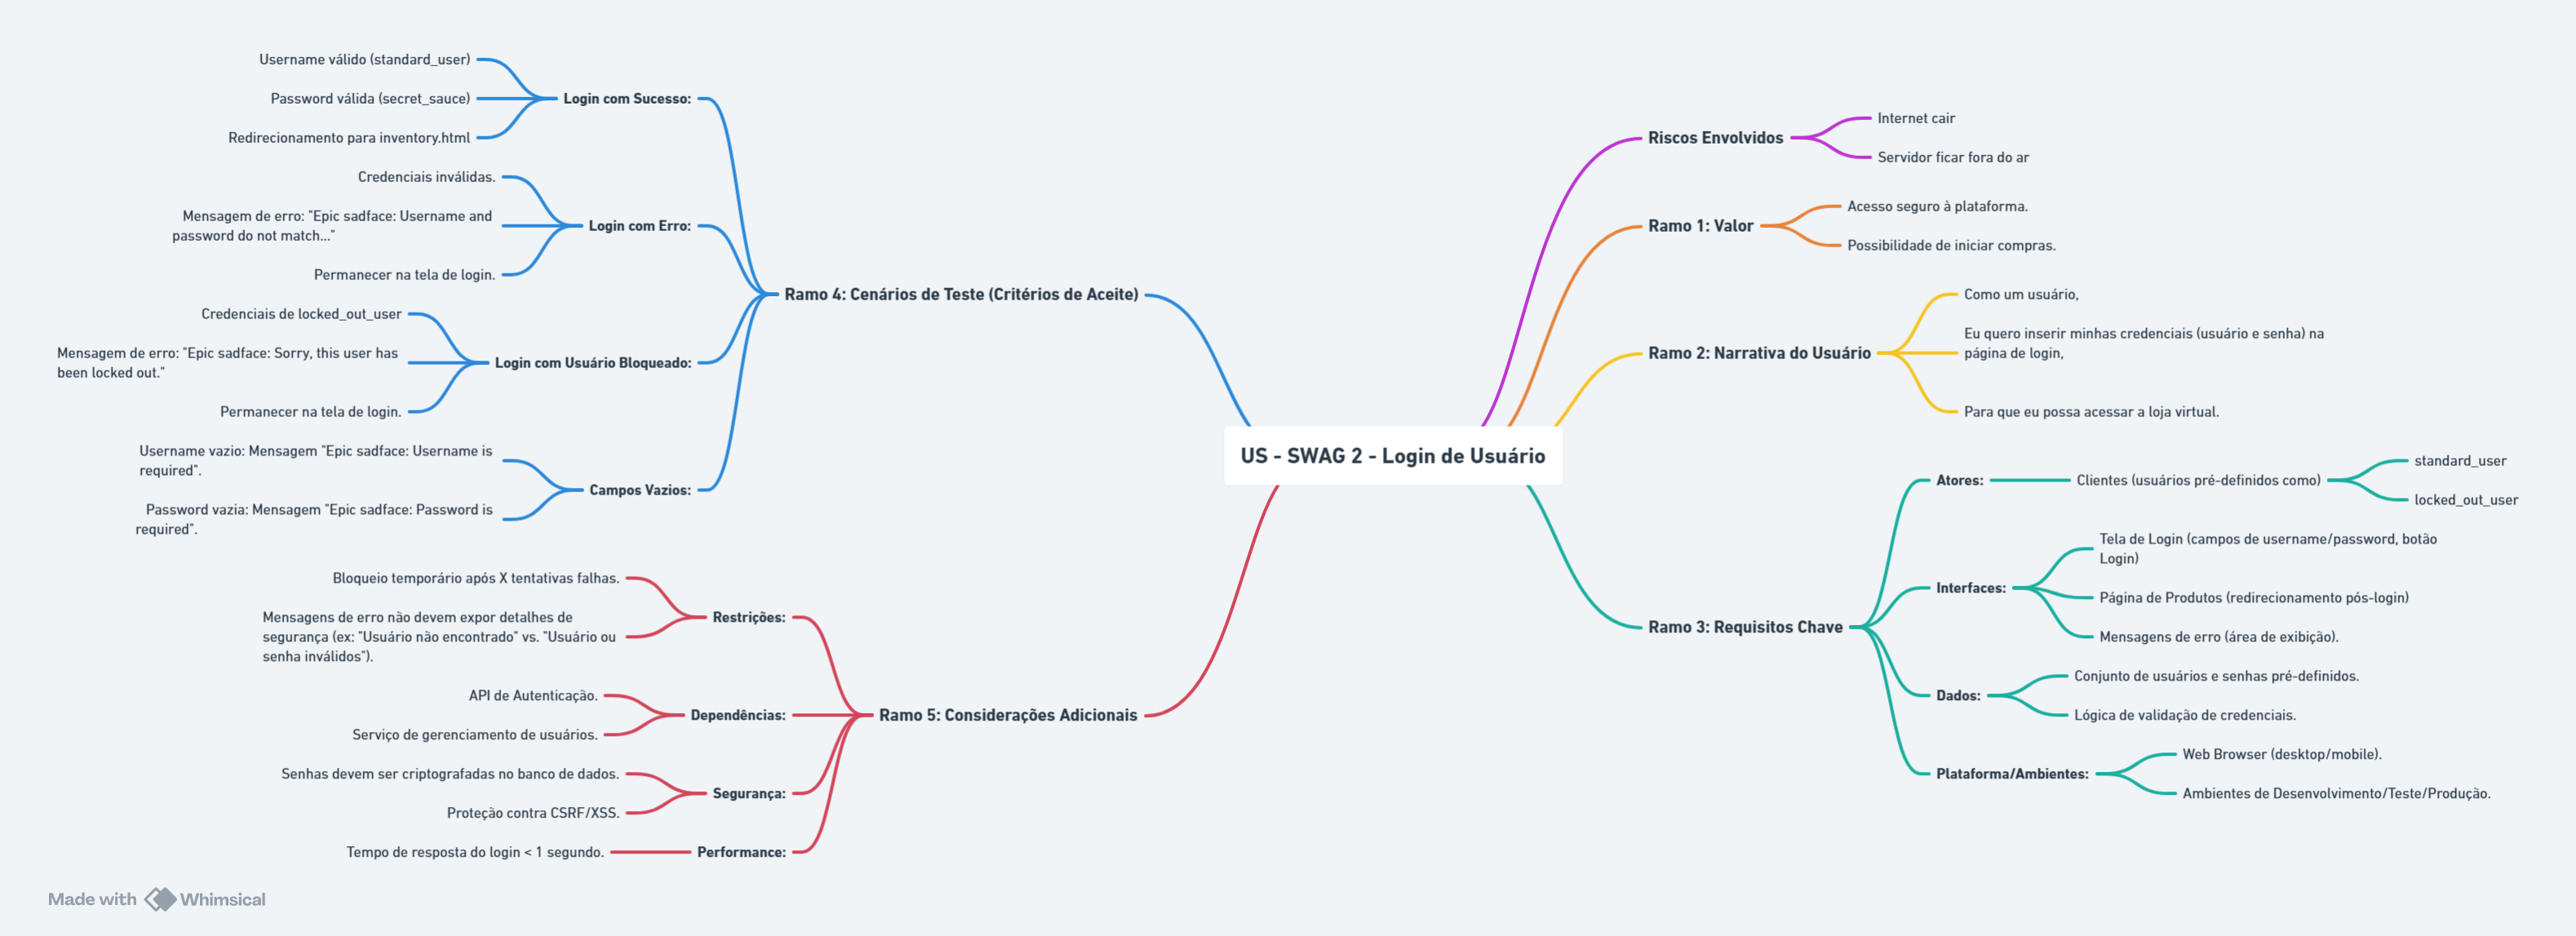 US - SWAG 2 - Login de Usuário
Riscos Envolvidos
Internet cair
Servidor ficar fora do ar
Ramo 1: Valor
Acesso seguro à plataforma.
Possibilidade de iniciar compras.
Ramo 2: Narrativa do Usuário
Como um usuário,
Eu quero inserir minhas credenciais (usuário e senha) na
página de login,
Para que eu possa acessar a loja virtual.
Ramo 3: Requisitos Chave
Atores:
Clientes (usuários pré-definidos como)
standard_user
locked_out_user
Interfaces:
Tela de Login (campos de username/password, botão
Login)
Página de Produtos (redirecionamento pós-login)
Mensagens de erro (área de exibição).
Dados:
Conjunto de usuários e senhas pré-definidos.
Lógica de validação de credenciais.
Plataforma/Ambientes:
Web Browser (desktop/mobile).
Ambientes de Desenvolvimento/Teste/Produção.
Ramo 4: Cenários de Teste (Critérios de Aceite)
Login com Sucesso:
Username válido (standard_user)
Password válida (secret_sauce)
Redirecionamento para inventory.html
Login com Erro:
Credenciais inválidas.
Mensagem de erro: "Epic sadface: Username and
password do not match..."
Permanecer na tela de login.
Login com Usuário Bloqueado:
Credenciais de locked_out_user
Mensagem de erro: "Epic sadface: Sorry, this user has
been locked out."
Permanecer na tela de login.
Campos Vazios:
Username vazio: Mensagem "Epic sadface: Username is
required".
Password vazia: Mensagem "Epic sadface: Password is
required".
Ramo 5: Considerações Adicionais
Restrições:
Bloqueio temporário após X tentativas falhas.
Mensagens de erro não devem expor detalhes de
segurança (ex: "Usuário não encontrado" vs. "Usuário ou
senha inválidos").
Dependências:
API de Autenticação.
Serviço de gerenciamento de usuários.
Segurança:
Senhas devem ser criptografadas no banco de dados.
Proteção contra CSRF/XSS.
Performance:
Tempo de resposta do login < 1 segundo.
Made with Whimsical